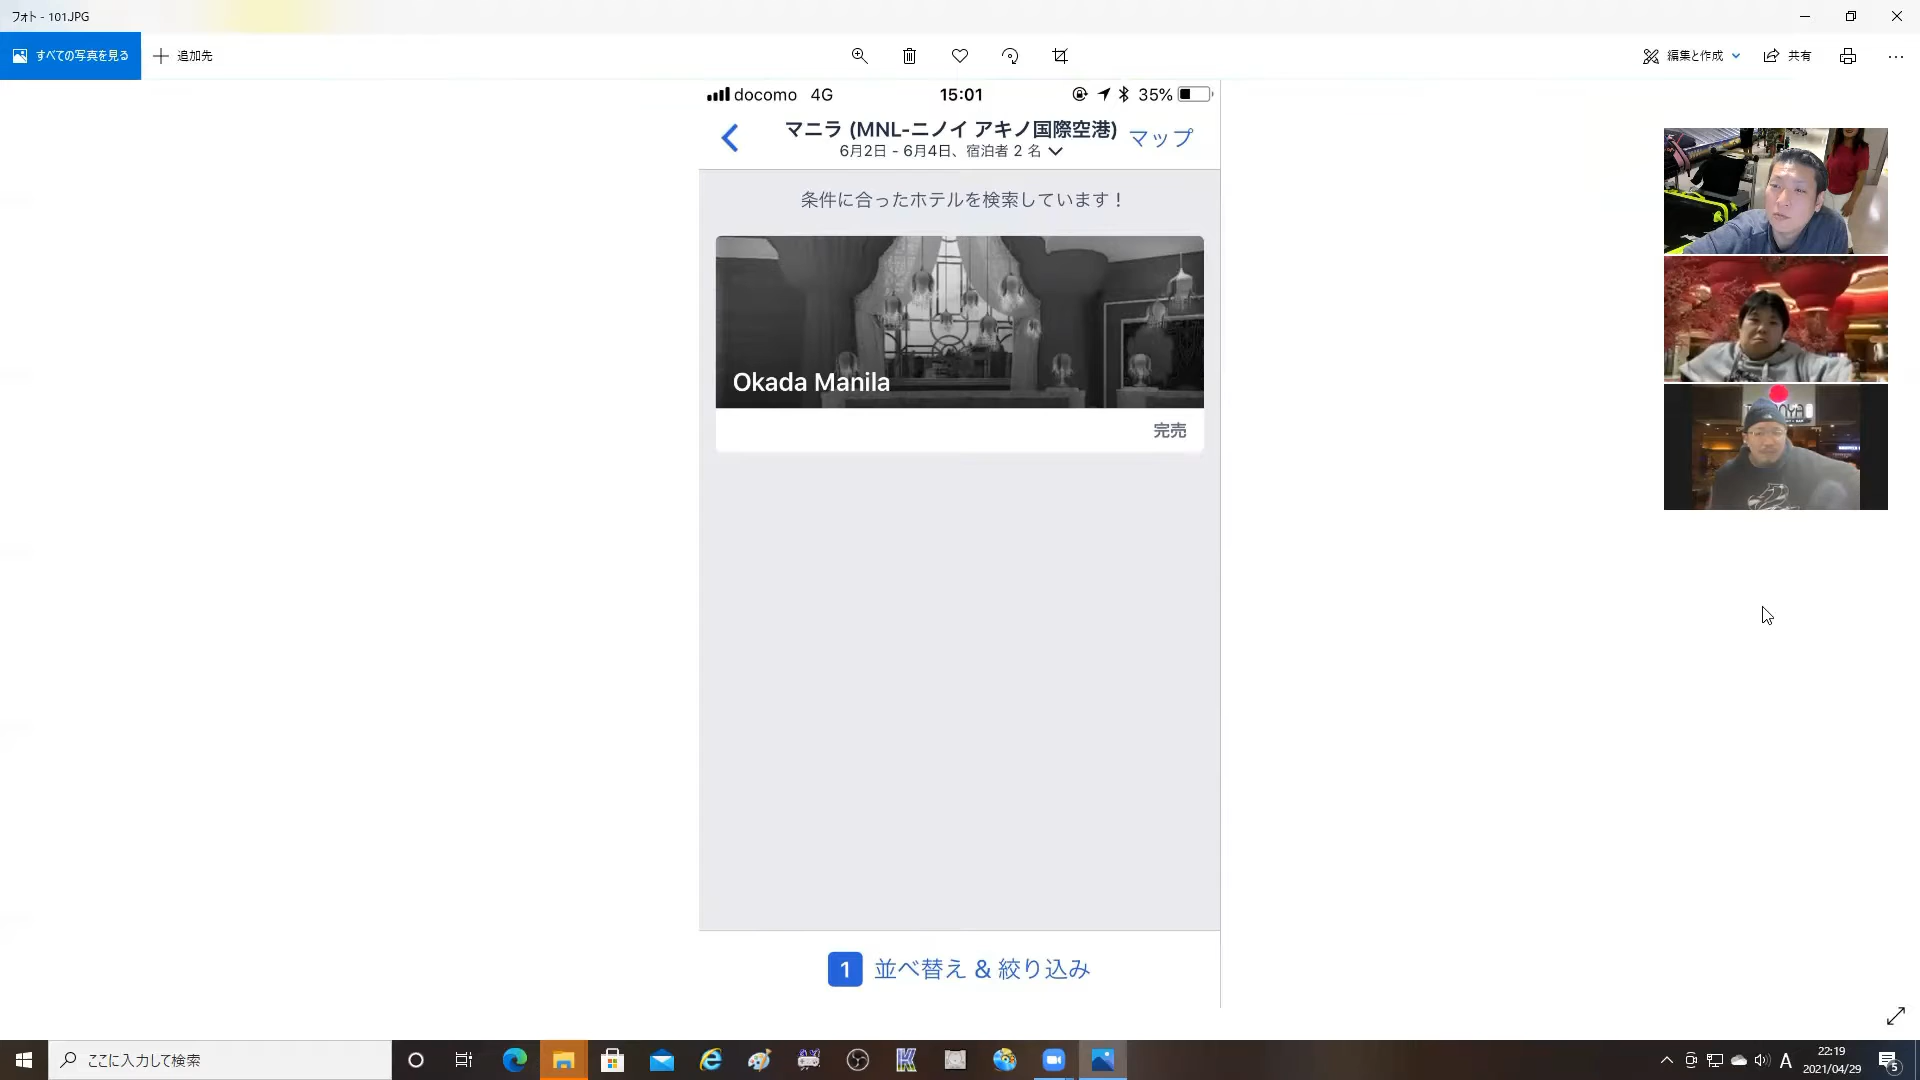 フォト - 101.JPG
すべての写真を見る
追加先
編集と作成
共有
docomo 4G
15:01
35%
マニラ (MNL-ニノイ アキノ国際空港)
マップ
6月2日 - 6月4日、宿泊者 2 名
条件に合ったホテルを検索しています！
Okada Manila
完売
1 並べ替え & 絞り込み
ここに入力して検索
A
22:19
2021/04/29
5